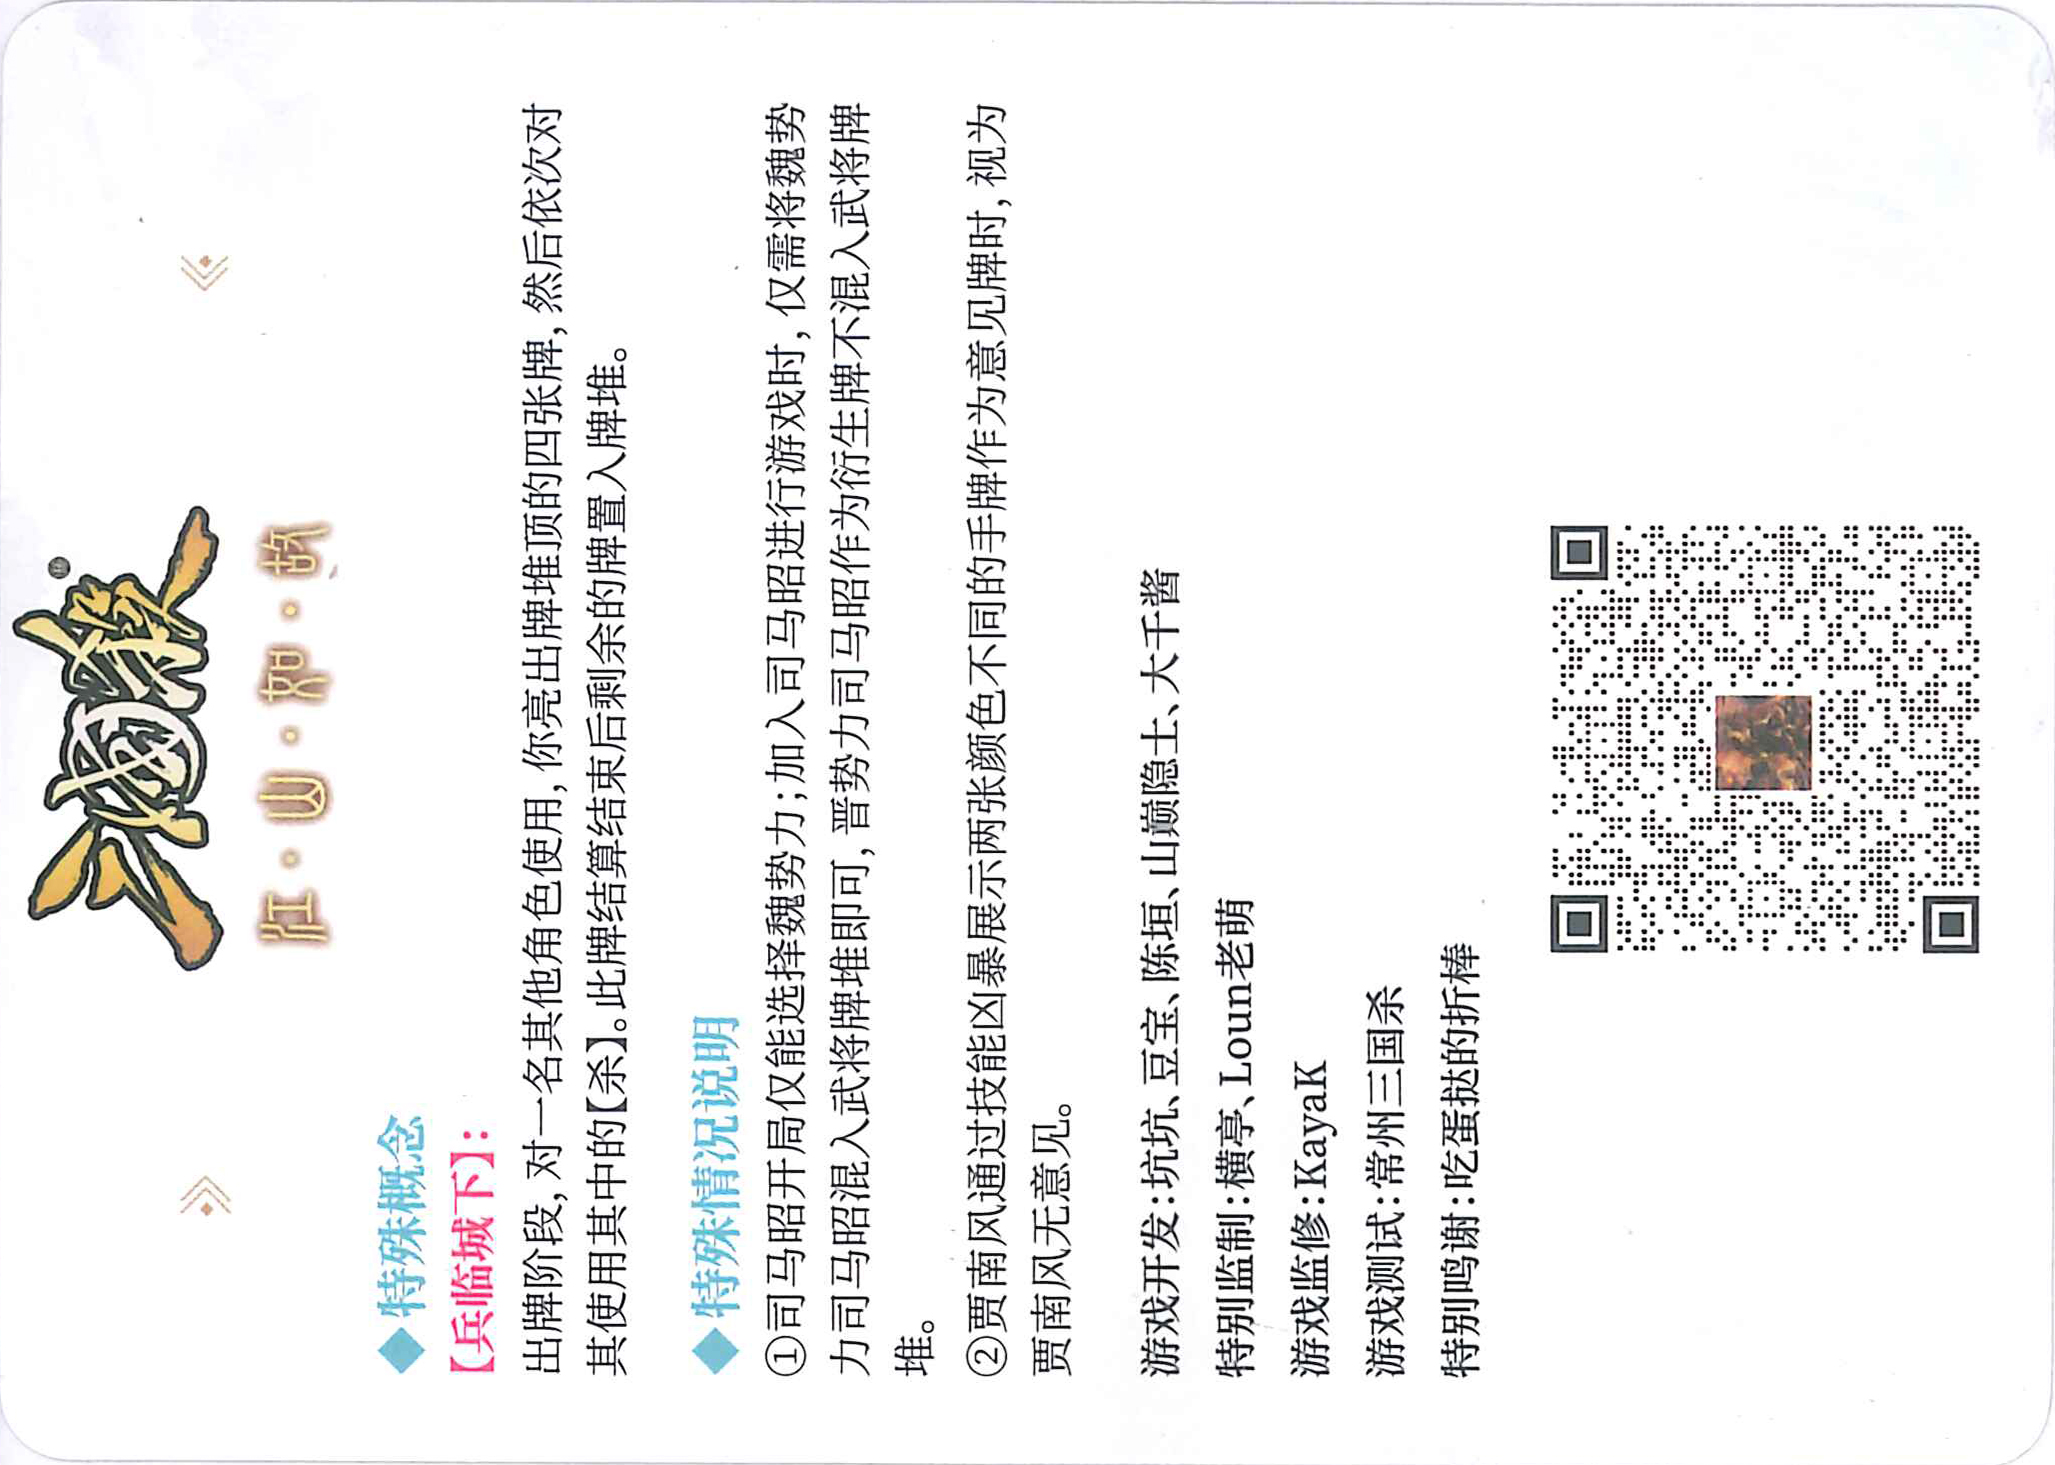 三国殺
江·山·如·故
◆特殊概念
【兵临城下】：
出牌阶段，对一名其他角色使用，你亮出牌堆顶的四张牌，然后依次对
其使用其中的【杀】。此牌结算结束后剩余的牌置入牌堆。
◆特殊情况说明
①司马昭开局仅能选择魏势力；加入司马昭进行游戏时，仅需将魏势
力司马昭混入武将牌堆即可，晋势力司马昭作为衍生牌不混入武将牌
堆。
②贾南风通过技能凶暴展示两张颜色不同的手牌作为意见牌时，视为
贾南风无意见。
游戏开发：坑坑、豆宝、陈垣、山巅隐士、大千酱
特别监制：横亭、Loun老萌
游戏监修：KayaK
游戏测试：常州三国杀
特别鸣谢：吃蛋挞的折棒